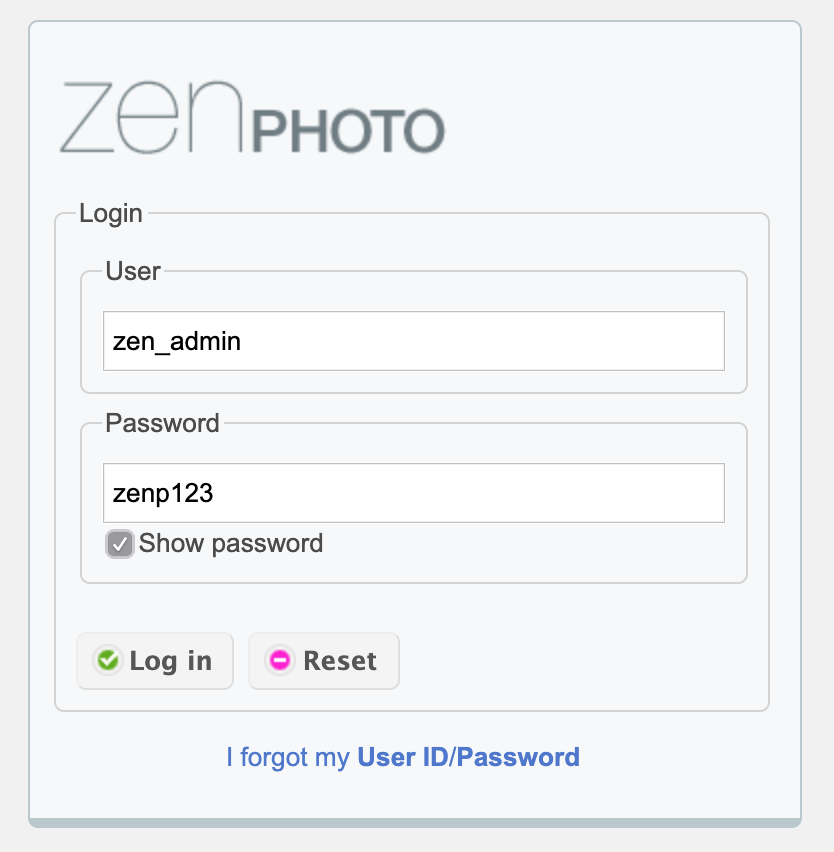 zenPHOTO
Login
User
zen_admin
Password
zenp123
Show password
Log in
Reset
I forgot my User ID/Password